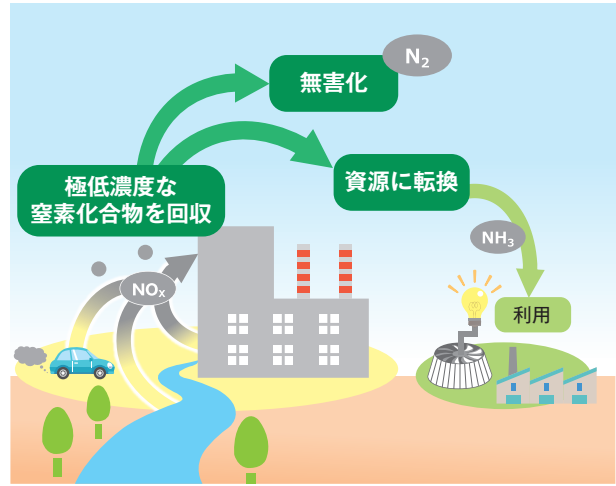 N₂
無害化
極低濃度な
窒素化合物を回収
資源に転換
NH₃
NOₓ
利用